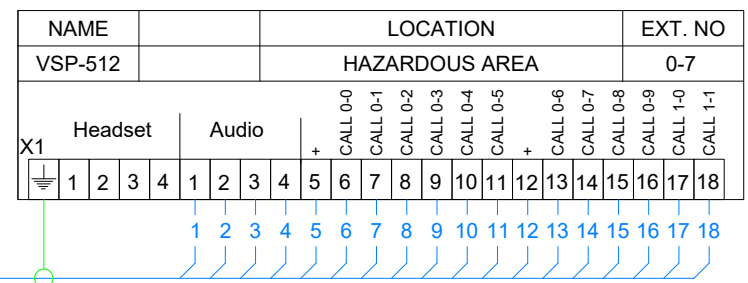 NAME LOCATION EXT. NO
VSP-512 HAZARDOUS AREA 0-7
X1 Headset Audio + CALL 0-0 CALL 0-1 CALL 0-2 CALL 0-3 CALL 0-4 CALL 0-5 + CALL 0-6 CALL 0-7 CALL 0-8 CALL 0-9 CALL 1-0 CALL 1-1
1 2 3 4 1 2 3 4 5 6 7 8 9 10 11 12 13 14 15 16 17 18
1 2 3 4 5 6 7 8 9 10 11 12 13 14 15 16 17 18